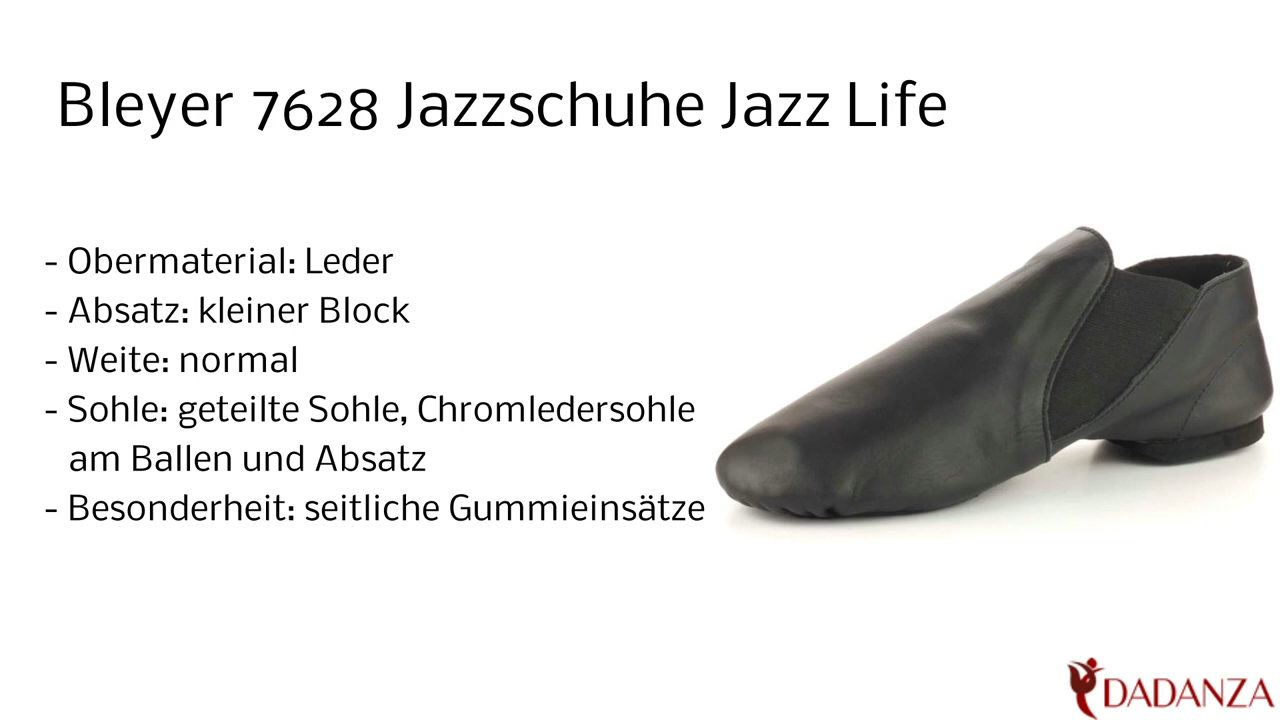 Bleyer 7628 Jazzschuhe Jazz Life
- Obermaterial: Leder
- Absatz: kleiner Block
- Weite: normal
- Sohle: geteilte Sohle, Chromledersohle
am Ballen und Absatz
- Besonderheit: seitliche Gummieinsätze
DADANZA